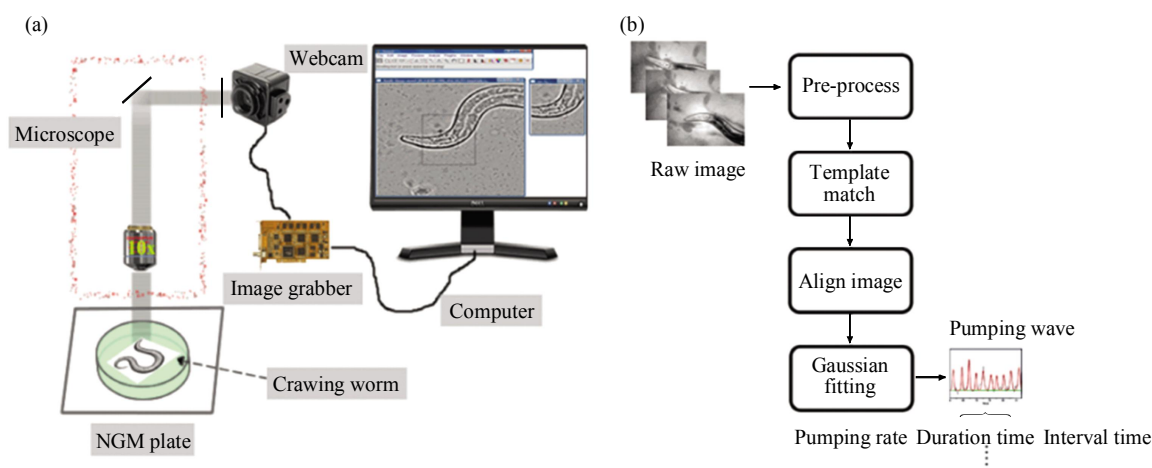 (a)
Webcam
Microscope
10x
Image grabber
Computer
Crawing worm
NGM plate
(b)
Raw image
Pre-process
Template
match
Align image
Gaussian
fitting
Pumping wave
Pumping rate Duration time Interval time